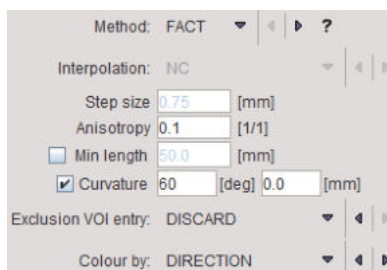 Method: FACT ?
Interpolation: NC
Step size 0.75 [mm]
Anisotropy 0.1 [1/1]
Min length 50.0 [mm]
Curvature 60 [deg] 0.0 [mm]
Exclusion VOI entry: DISCARD
Colour by: DIRECTION